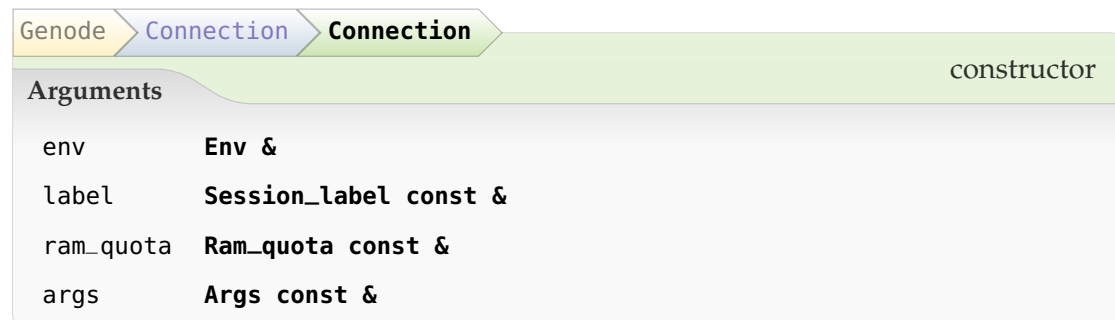 Genode Connection Connection
constructor
Arguments
env Env &
label Session_label const &
ram_quota Ram_quota const &
args Args const &